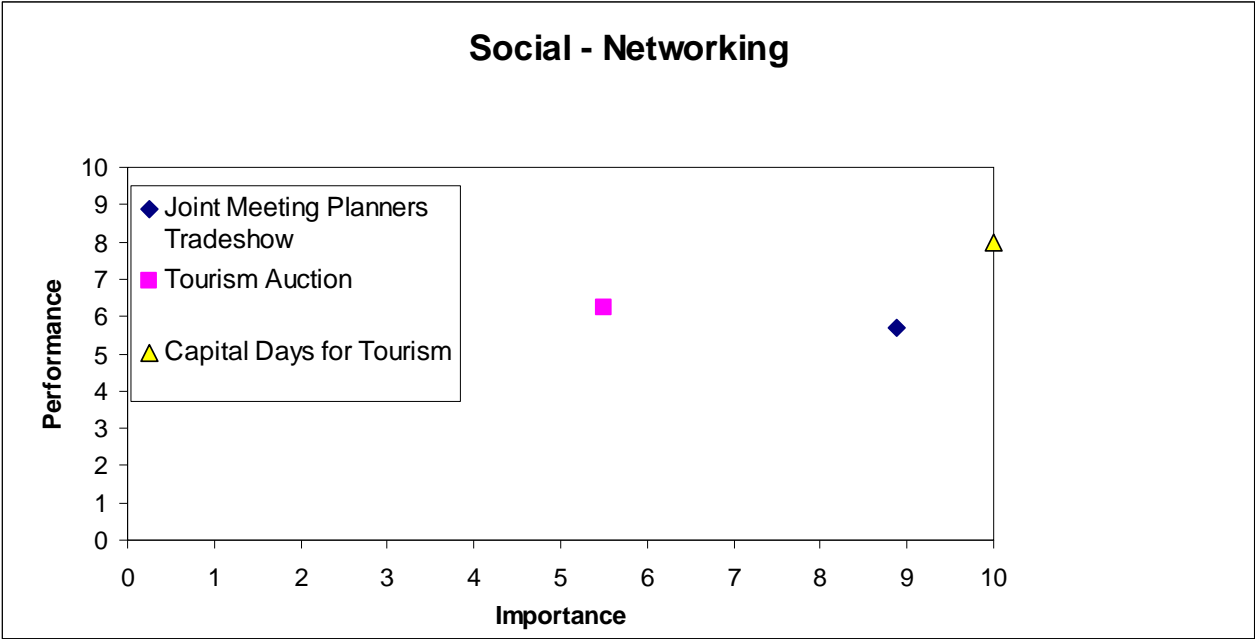 Social - Networking
10
9
8
7
6
5
4
3
2
1
0
Performance
Joint Meeting Planners
Tradeshow
Tourism Auction
Capital Days for Tourism
0 1 2 3 4 5 6 7 8 9 10
Importance